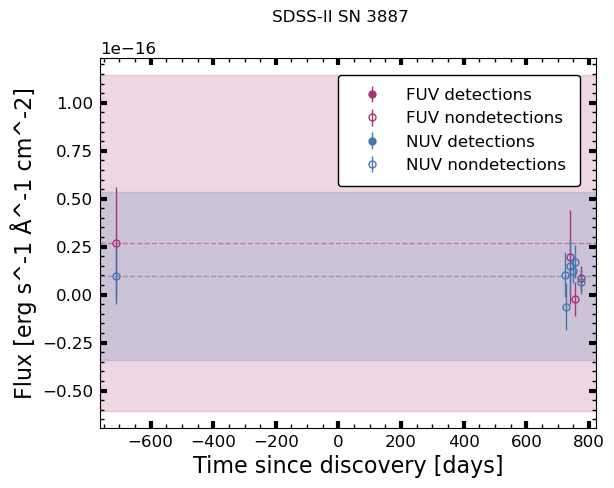 SDSS-II SN 3887
1e−16
FUV detections
FUV nondetections
NUV detections
NUV nondetections
1.00
0.75
0.50
0.25
0.00
−0.25
−0.50
Flux [erg s^-1 Å^-1 cm^-2]
−600 −400 −200 0 200 400 600 800
Time since discovery [days]